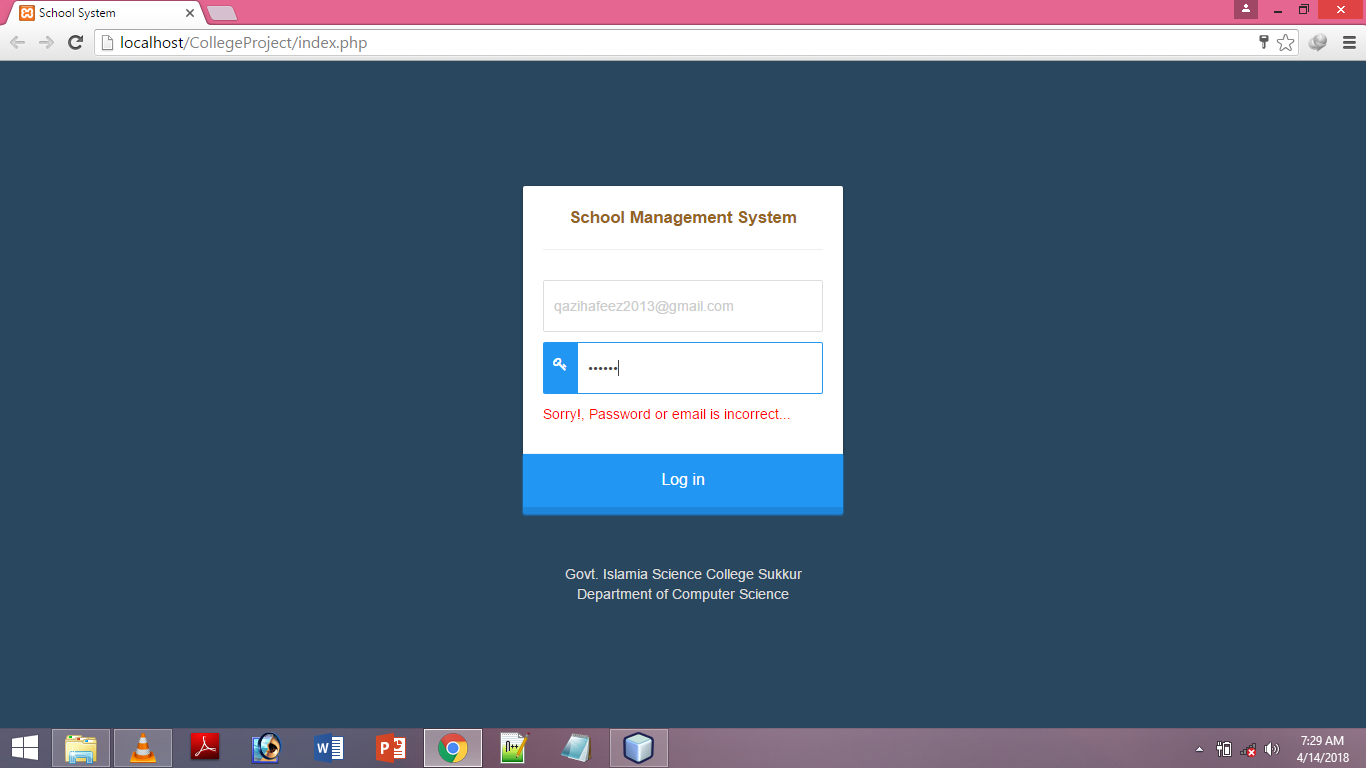 School System
localhost/CollegeProject/index.php
School Management System
qazihafeez2013@gmail.com
••••••
Sorry!, Password or email is incorrect...
Log in
Govt. Islamia Science College Sukkur
Department of Computer Science
7:29 AM
4/14/2018